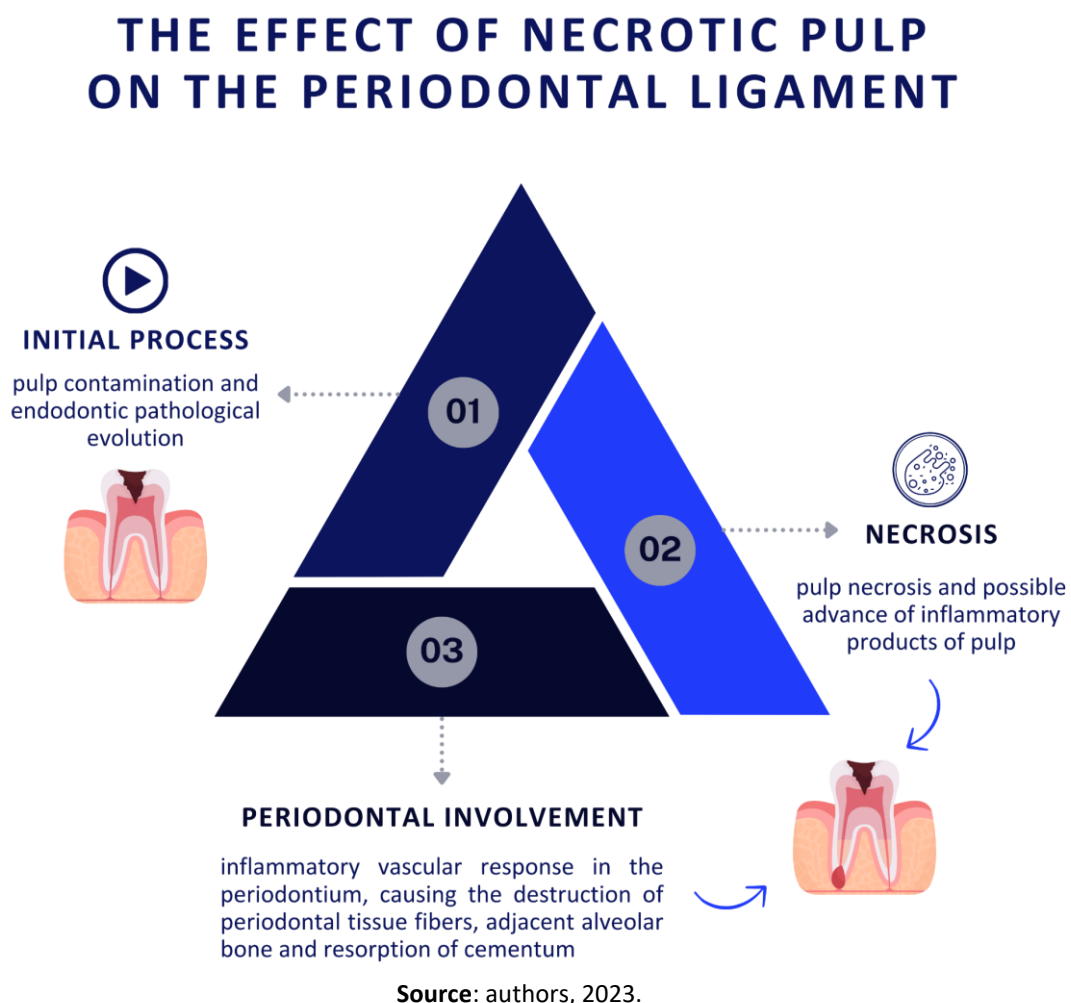 THE EFFECT OF NECROTIC PULP
ON THE PERIODONTAL LIGAMENT
INITIAL PROCESS
pulp contamination and
endodontic pathological
evolution
01
02
NECROSIS
pulp necrosis and possible
advance of inflammatory
products of pulp
03
PERIODONTAL INVOLVEMENT
inflammatory vascular response in the
periodontium, causing the destruction of
periodontal tissue fibers, adjacent alveolar
bone and resorption of cementum
Source: authors, 2023.